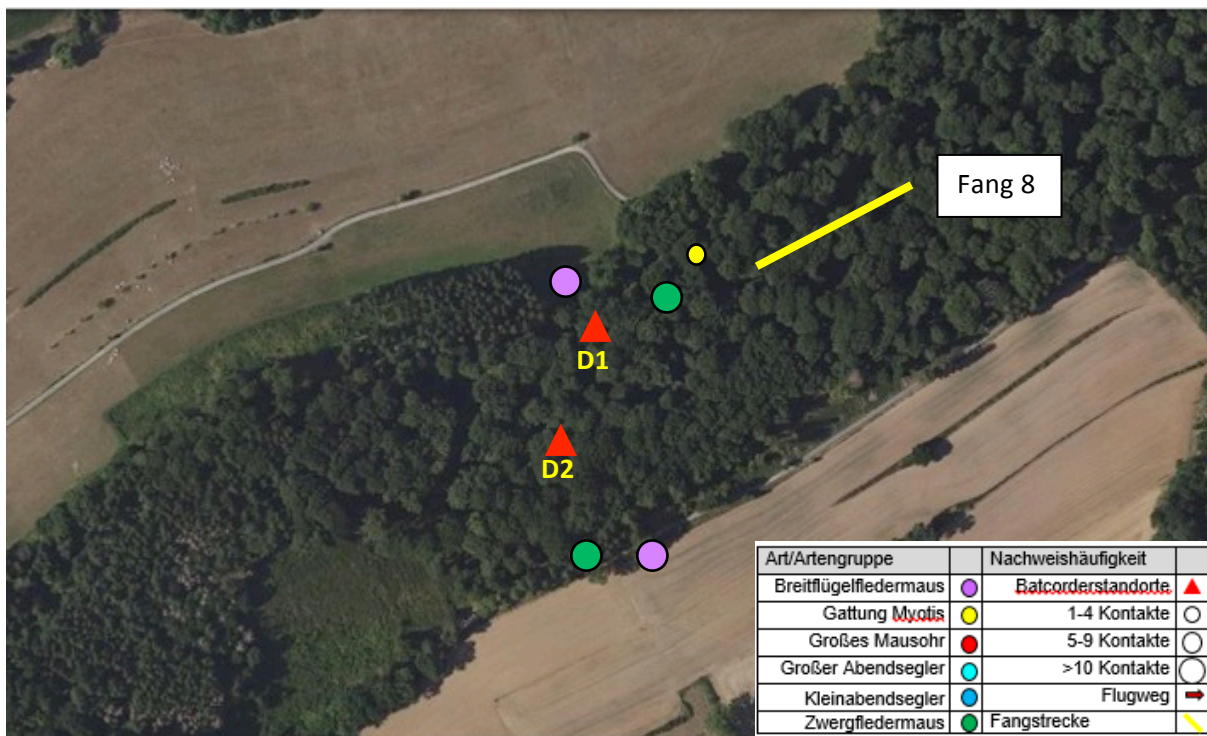 Fang 8
D1
D2
Art/Artengruppe Nachweishäufigkeit
Breitflügelfledermaus Batcorderstandorte
Gattung Myotis 1-4 Kontakte
Großes Mausohr 5-9 Kontakte
Großer Abendsegler >10 Kontakte
Kleinabendsegler Flugweg
Zwergfledermaus Fangstrecke